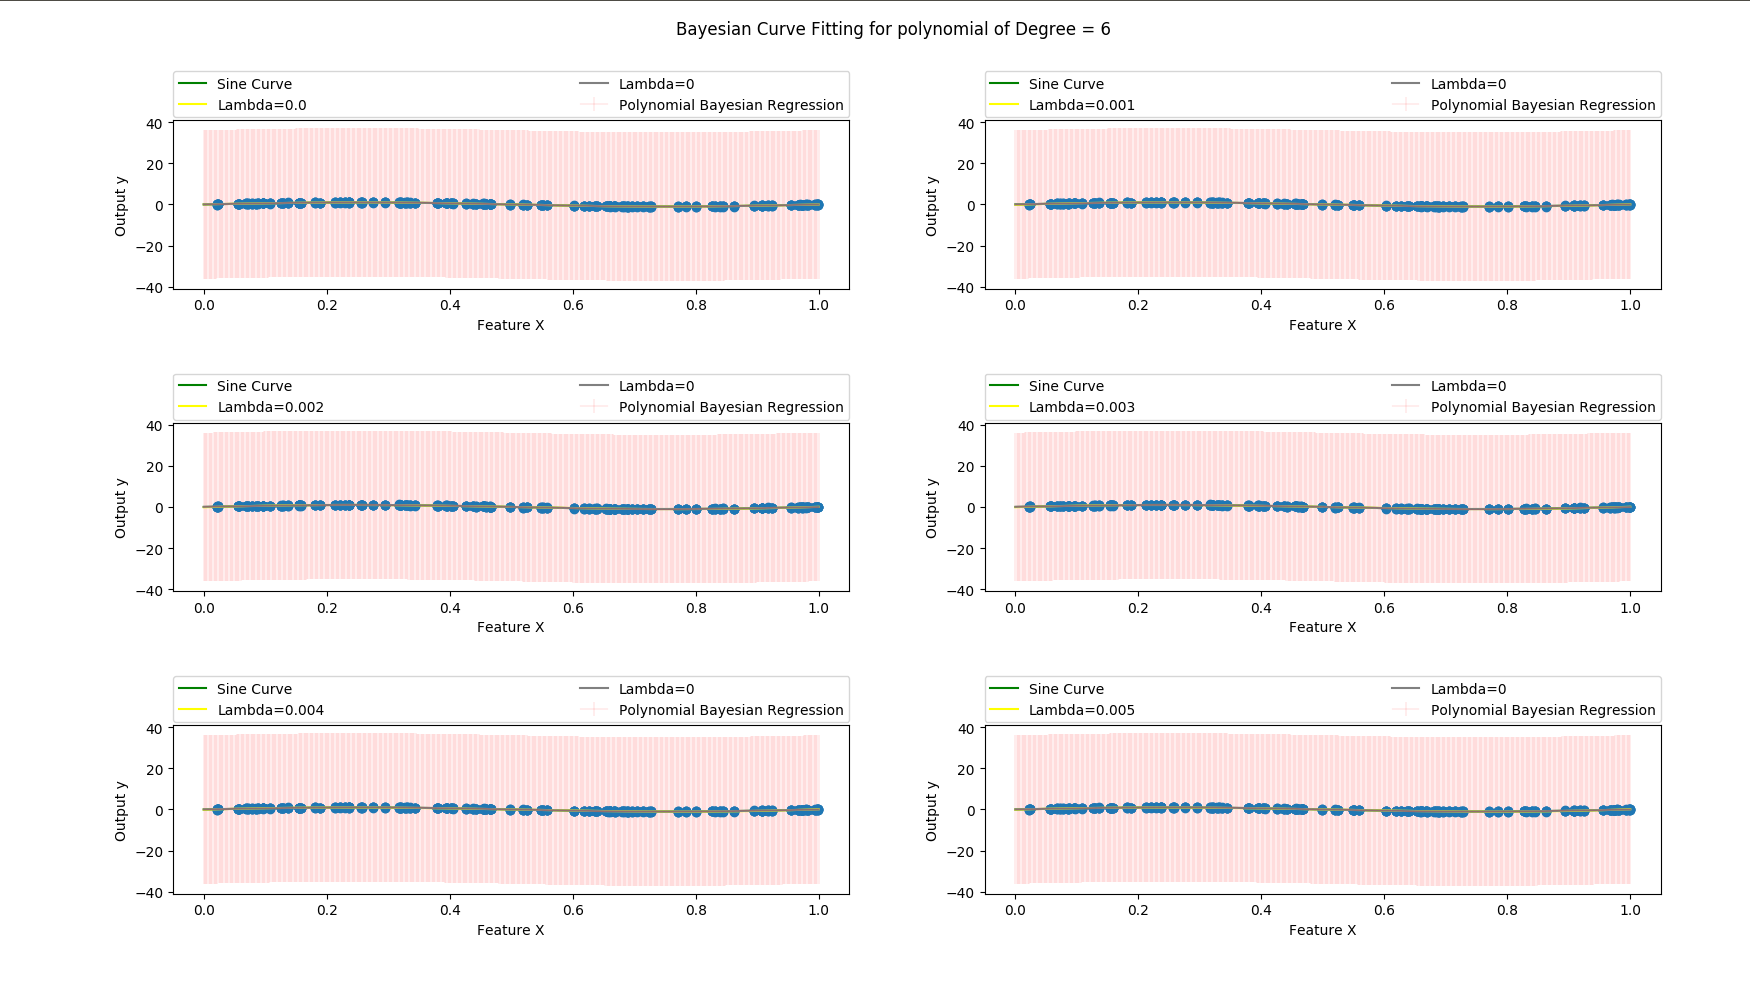 Bayesian Curve Fitting for polynomial of Degree = 6
Sine Curve
Lambda=0.0
Lambda=0
Polynomial Bayesian Regression
40
20
0
−20
−40
Output y
0.0 0.2 0.4 0.6 0.8 1.0
Feature X
Sine Curve
Lambda=0.001
Lambda=0
Polynomial Bayesian Regression
40
20
0
−20
−40
Output y
0.0 0.2 0.4 0.6 0.8 1.0
Feature X
Sine Curve
Lambda=0.002
Lambda=0
Polynomial Bayesian Regression
40
20
0
−20
−40
Output y
0.0 0.2 0.4 0.6 0.8 1.0
Feature X
Sine Curve
Lambda=0.003
Lambda=0
Polynomial Bayesian Regression
40
20
0
−20
−40
Output y
0.0 0.2 0.4 0.6 0.8 1.0
Feature X
Sine Curve
Lambda=0.004
Lambda=0
Polynomial Bayesian Regression
40
20
0
−20
−40
Output y
0.0 0.2 0.4 0.6 0.8 1.0
Feature X
Sine Curve
Lambda=0.005
Lambda=0
Polynomial Bayesian Regression
40
20
0
−20
−40
Output y
0.0 0.2 0.4 0.6 0.8 1.0
Feature X